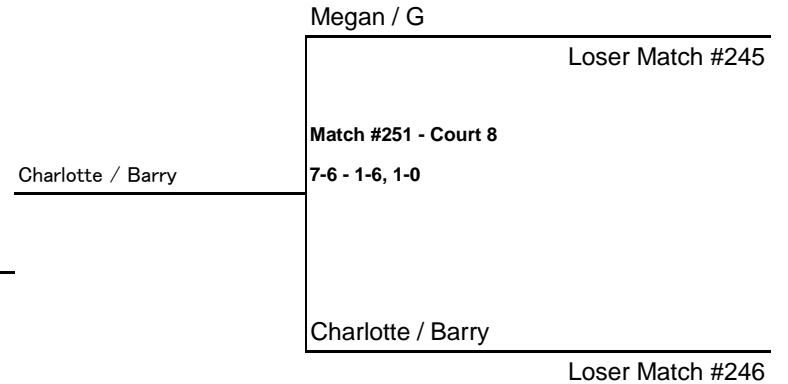 Megan / G
Loser Match #245
Match #251 - Court 8
Charlotte / Barry
7-6 - 1-6, 1-0
Charlotte / Barry
Loser Match #246